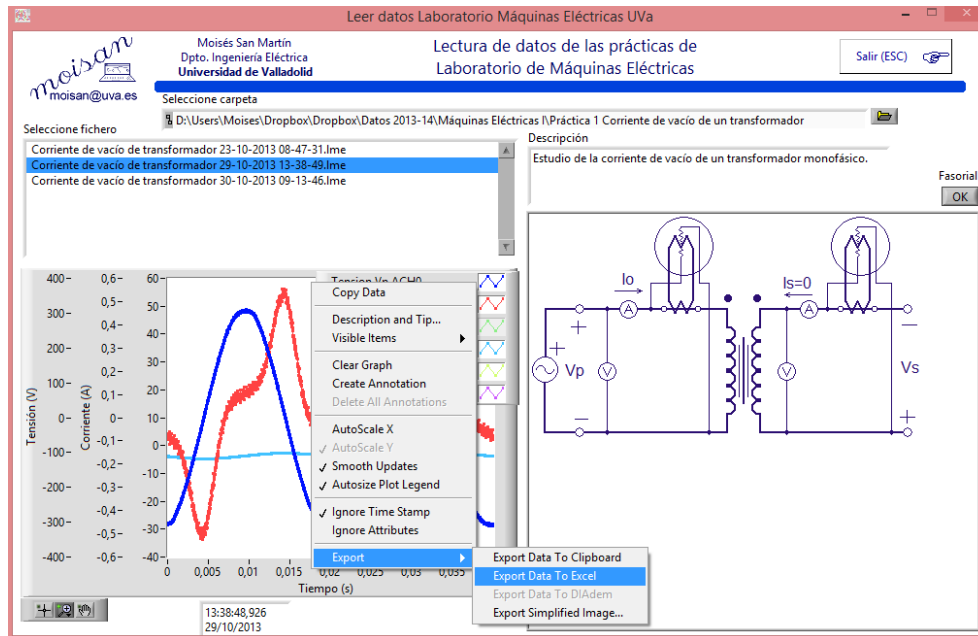 Leer datos Laboratorio Máquinas Eléctricas UVa
moisan
moisan@uva.es
Moisés San Martín
Dpto. Ingeniería Eléctrica
Universidad de Valladolid
Lectura de datos de las prácticas de
Laboratorio de Máquinas Eléctricas
Salir (ESC)
Seleccione carpeta
D:\Users\Moises\Dropbox\Dropbox\Datos 2013-14\Máquinas Eléctricas I\Práctica 1 Corriente de vacío de un transformador
Seleccione fichero
Corriente de vacío de transformador 23-10-2013 08-47-31.lme
Corriente de vacío de transformador 29-10-2013 13-38-49.lme
Corriente de vacío de transformador 30-10-2013 09-13-46.lme
Descripción
Estudio de la corriente de vacío de un transformador monofásico.
Fasorial
OK
Tensión (V)
400
300
200
100
0
-100
-200
-300
-400
Corriente (A)
0,6
0,5
0,4
0,3
0,2
0,1
0
-0,1
-0,2
-0,3
-0,4
-0,5
-0,6
60
50
40
30
20
10
0
-10
-20
-30
-40
0 0,005 0,01 0,015 0,02 0,025 0,03 0,035
Tiempo (s)
Tension Vp ACH0
Copy Data
Description and Tip...
Visible Items
Clear Graph
Create Annotation
Delete All Annotations
AutoScale X
AutoScale Y
Smooth Updates
Autosize Plot Legend
Ignore Time Stamp
Ignore Attributes
Export
Export Data To Clipboard
Export Data To Excel
Export Data To DIAdem
Export Simplified Image...
13:38:48,926
29/10/2013
Io
A
Is=0
A
+
+
Vp
V
−
V
−
Vs
+